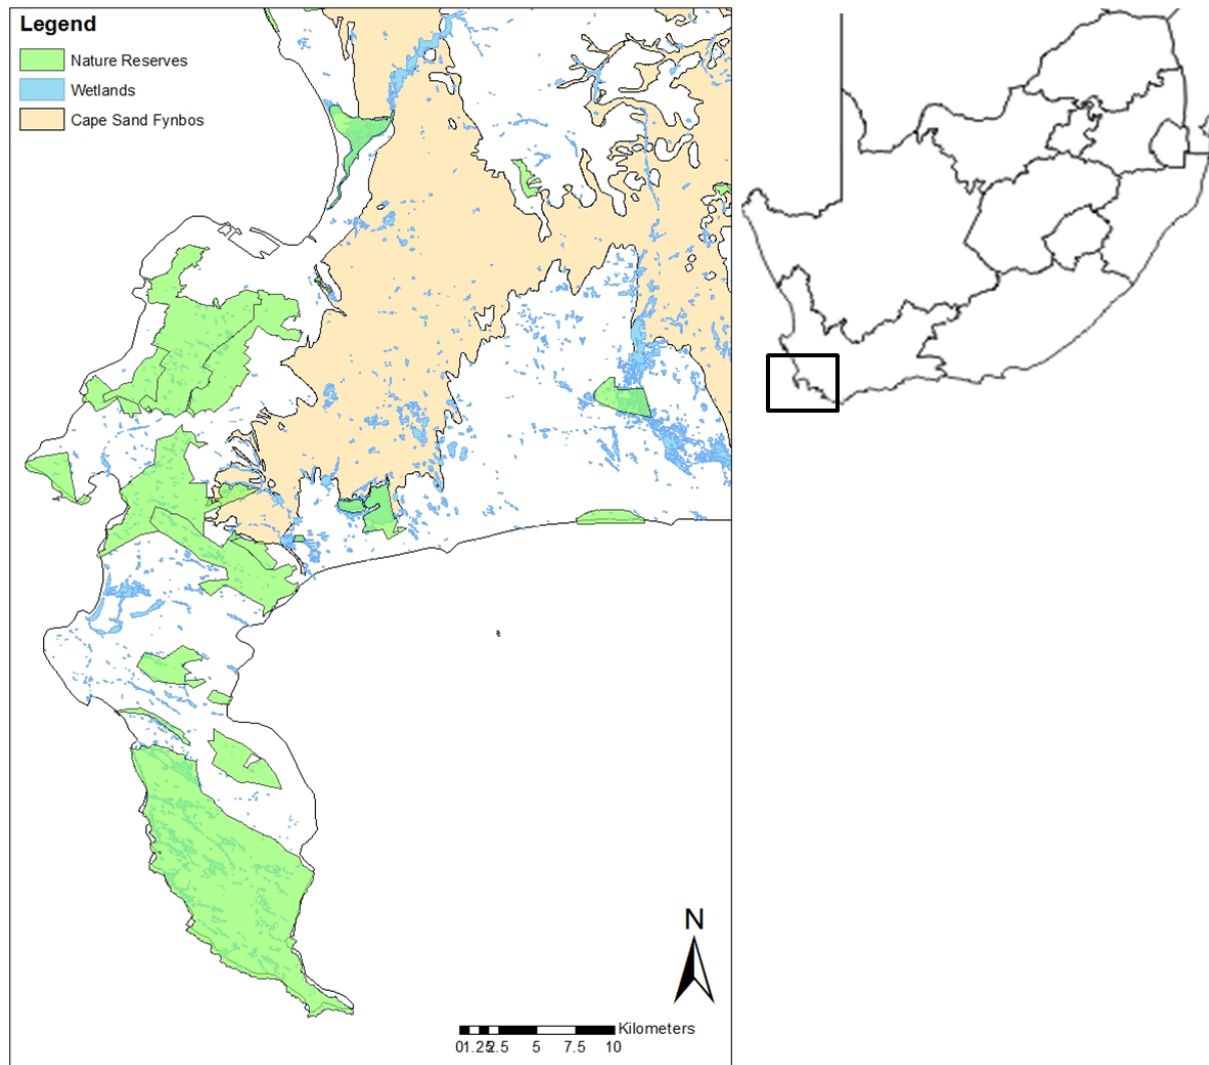 Legend
Nature Reserves
Wetlands
Cape Sand Fynbos
N
Kilometers
0 1.25 2.5 5 7.5 10